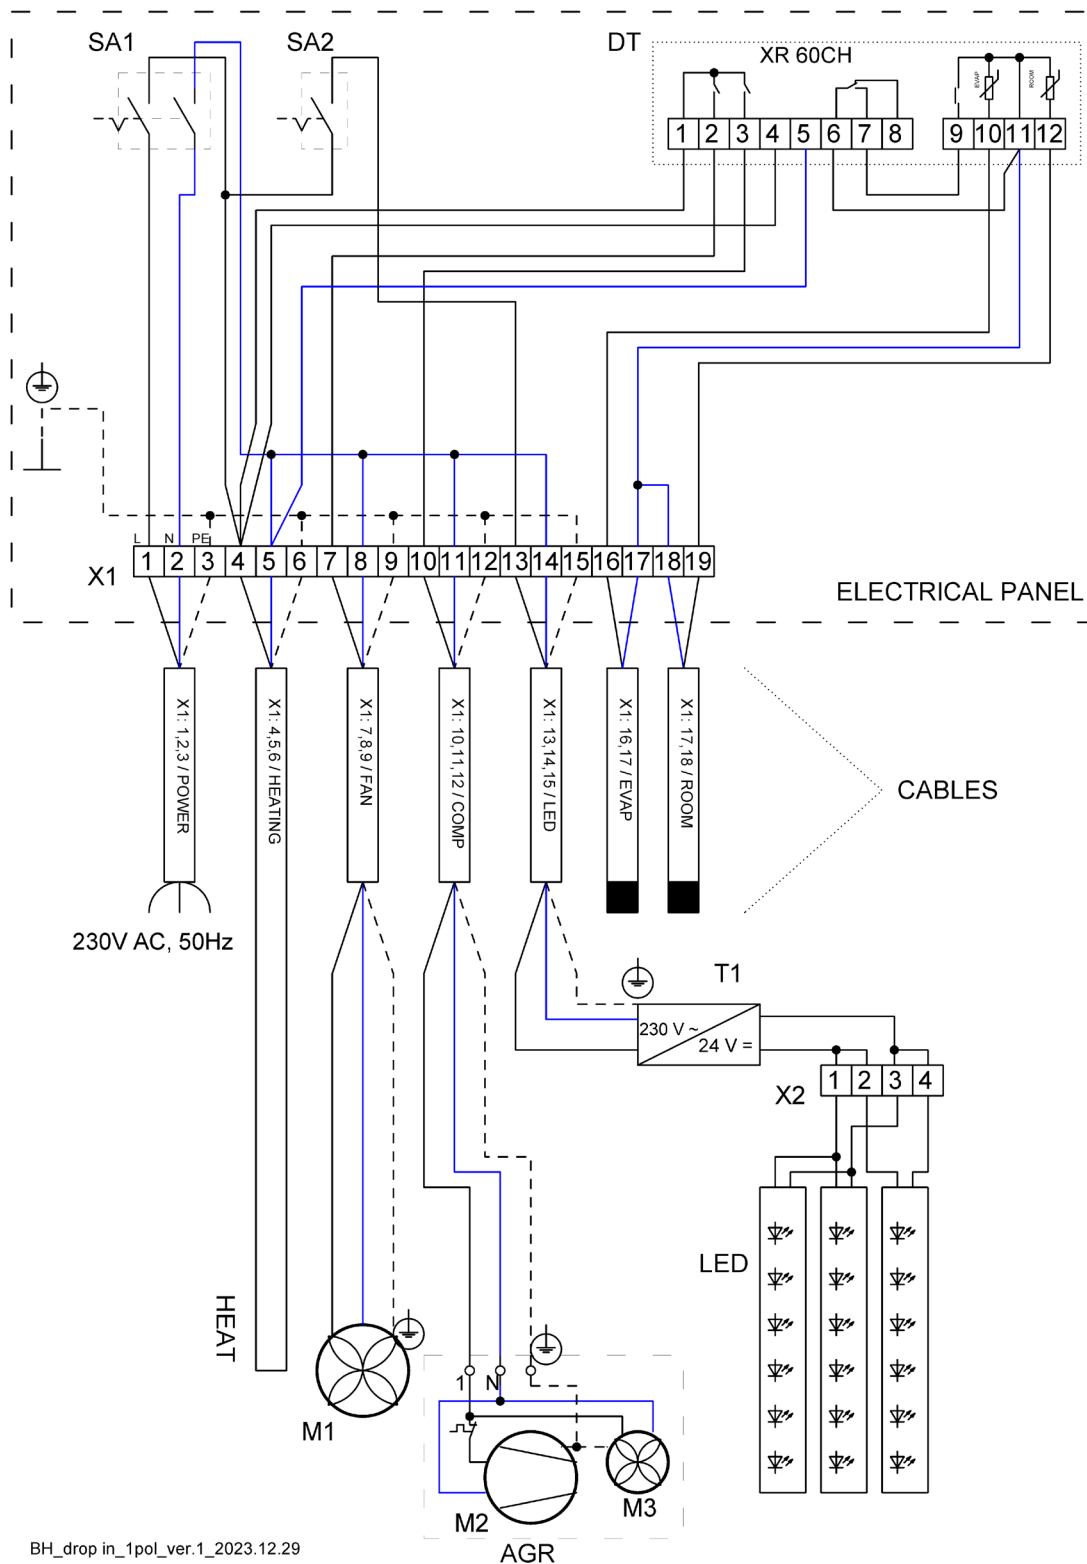 SA1 SA2 DT
XR 60CH
EVAP ROOM
1 2 3 4 5 6 7 8 9 10 11 12
L N PE
X1 1 2 3 4 5 6 7 8 9 10 11 12 13 14 15 16 17 18 19
ELECTRICAL PANEL
X1: 1,2,3 / POWER
X1: 4,5,6 / HEATING
X1: 7,8,9 / FAN
X1: 10,11,12 / COMP
X1: 13,14,15 / LED
X1: 16,17 / EVAP
X1: 17,18 / ROOM
CABLES
230V AC, 50Hz
T1
230 V ~
24 V =
X2 1 2 3 4
LED
HEAT
M1
1 N
M2
M3
AGR
BH_drop in_1pol_ver.1_2023.12.29